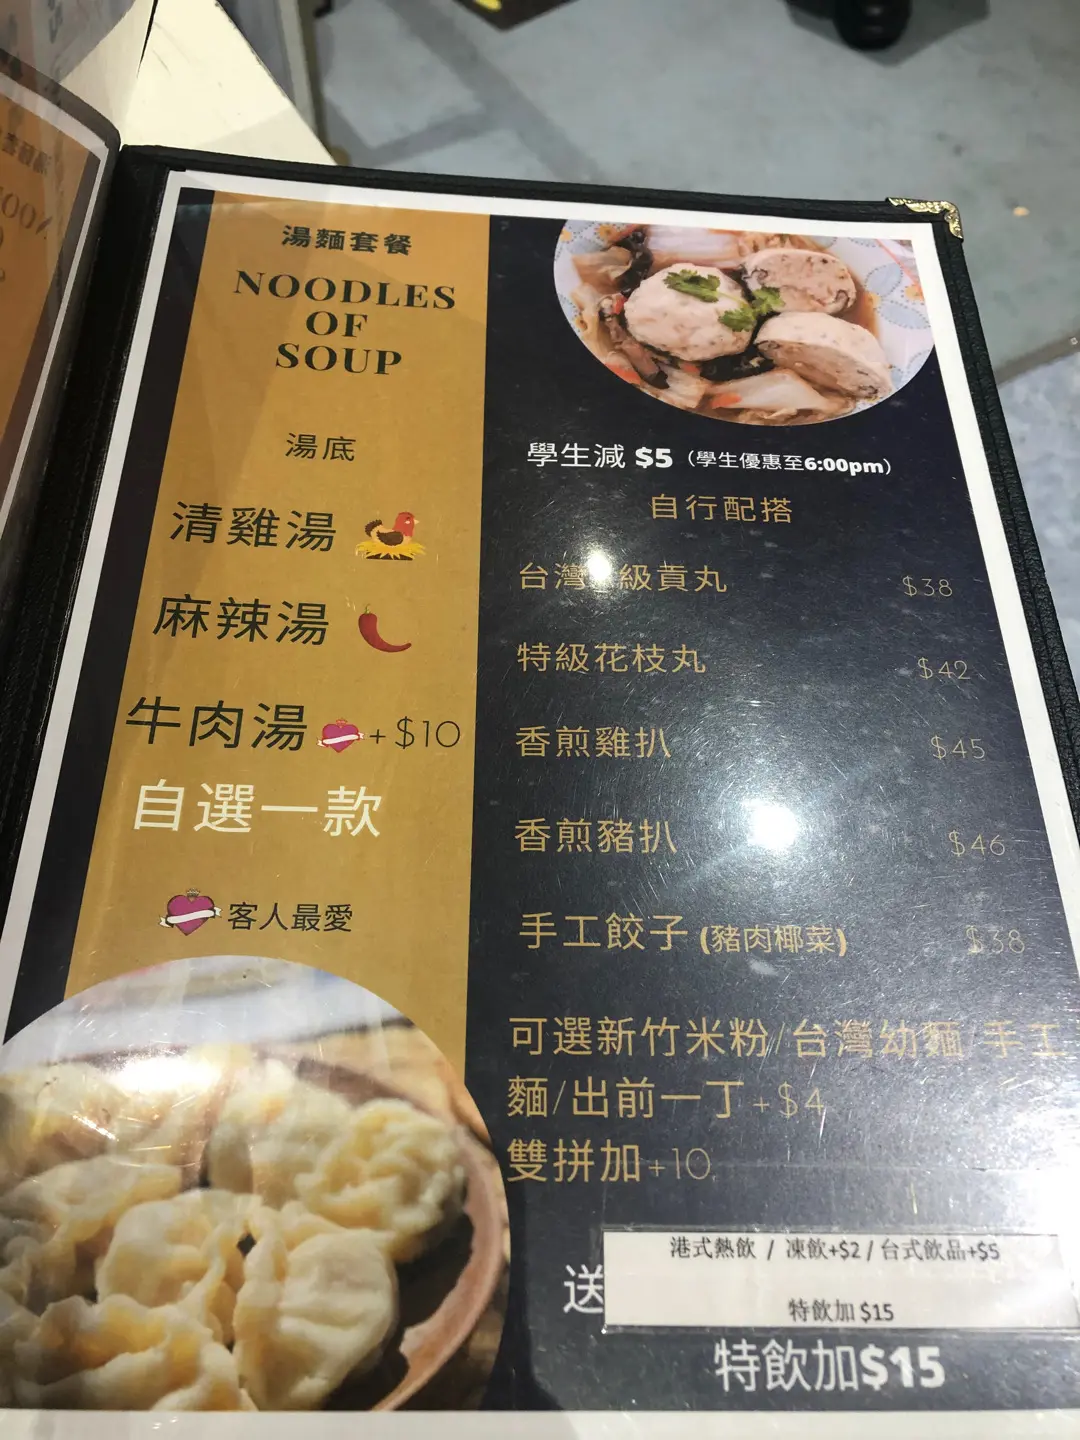 湯麵套餐
NOODLES
OF
SOUP
湯底
清雞湯
麻辣湯
牛肉湯 + $10
自選一款
客人最愛
學生減 $5 (學生優惠至6:00pm)
自行配搭
台灣 級貢丸 $38
特級花枝丸 $42
香煎雞扒 $45
香煎豬扒 $46
手工餃子 (豬肉椰菜) $38
可選新竹米粉/台灣幼麵/手工
麵/出前一丁+$4
雙拼加+10
送
港式熱飲 / 凍飲+$2 / 台式飲品+$5
特飲加 $15
特飲加$15